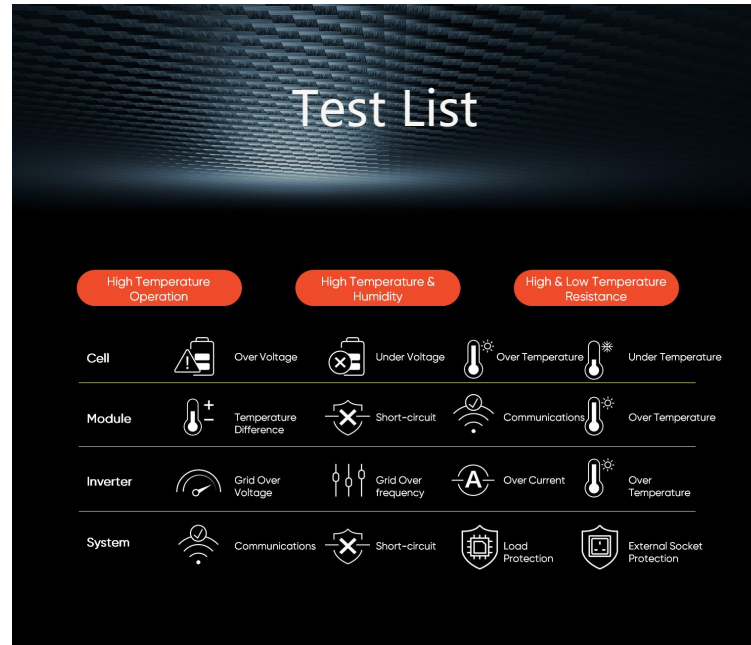 Test List
High Temperature
Operation
High Temperature &
Humidity
High & Low Temperature
Resistance
Cell
Over Voltage
Under Voltage
Over Temperature
Under Temperature
Module
Temperature
Difference
Short-circuit
Communications
Over Temperature
Inverter
Grid Over
Voltage
Grid Over
frequency
A
Over Current
Over
Temperature
System
Communications
Short-circuit
Load
Protection
External Socket
Protection